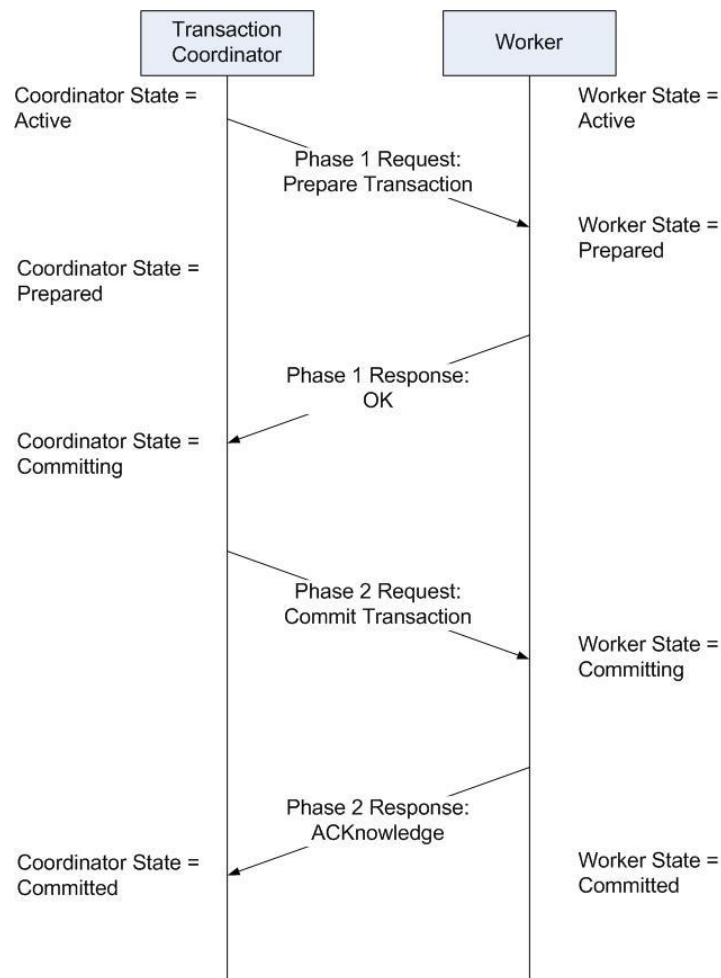 Transaction
Coordinator
Worker
Coordinator State =
Active
Worker State =
Active
Phase 1 Request:
Prepare Transaction
Worker State =
Prepared
Coordinator State =
Prepared
Phase 1 Response:
OK
Coordinator State =
Committing
Phase 2 Request:
Commit Transaction
Worker State =
Committing
Phase 2 Response:
ACKnowledge
Coordinator State =
Committed
Worker State =
Committed